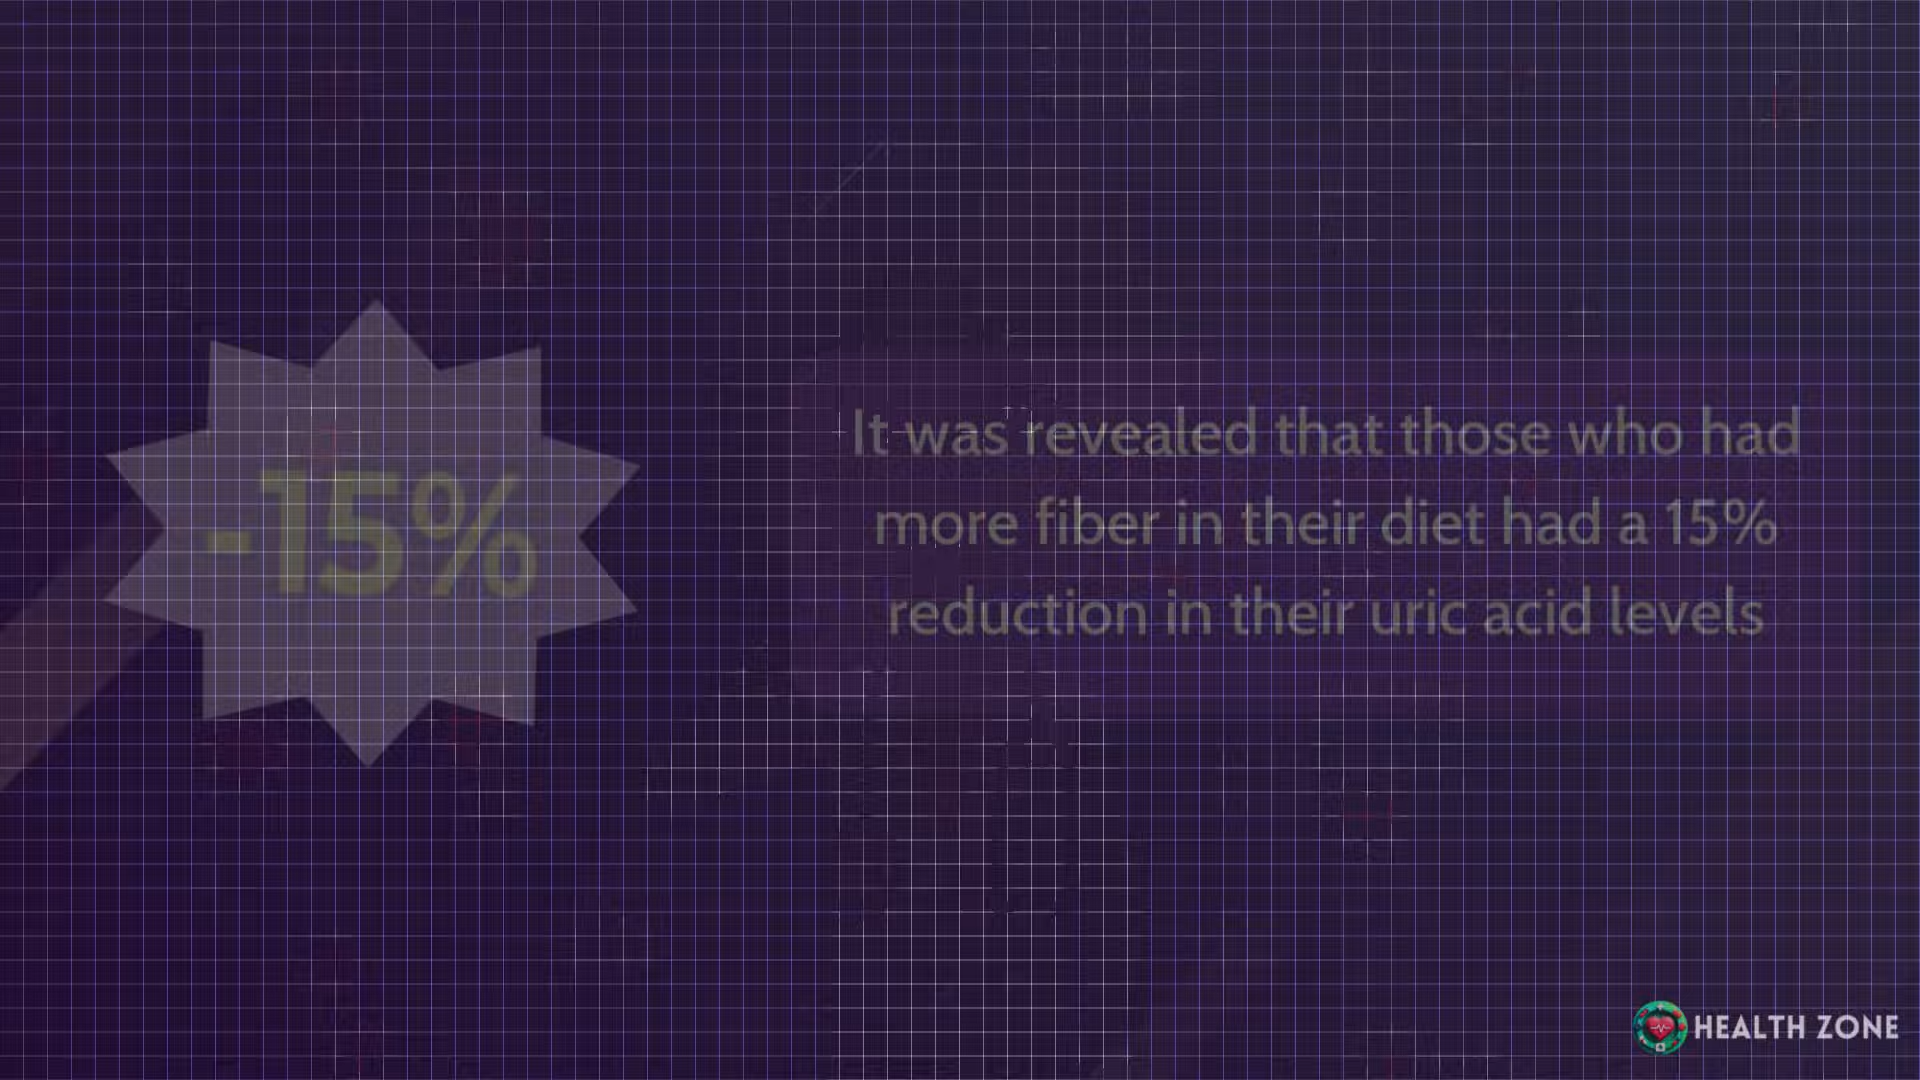 -15%
It was revealed that those who had
more fiber in their diet had a 15%
reduction in their uric acid levels
HEALTH ZONE